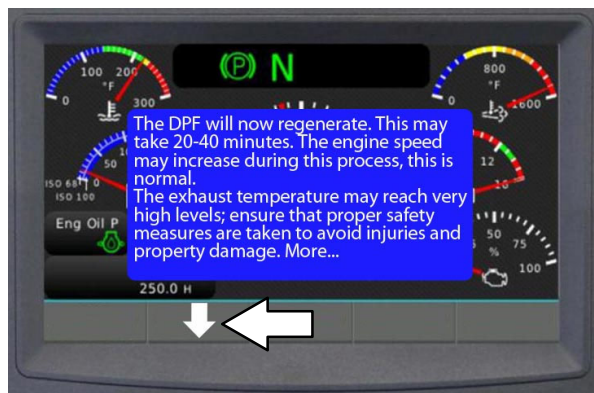 (P) N
100 200
°F
0 300
800
°F
0 1600
The DPF will now regenerate. This may
take 20-40 minutes. The engine speed
may increase during this process, this is
normal.
The exhaust temperature may reach very
high levels; ensure that proper safety
measures are taken to avoid injuries and
property damage. More...
50
0
ISO 68
ISO 100
12
16
Eng Oil P
50 75
%
100
250.0 H